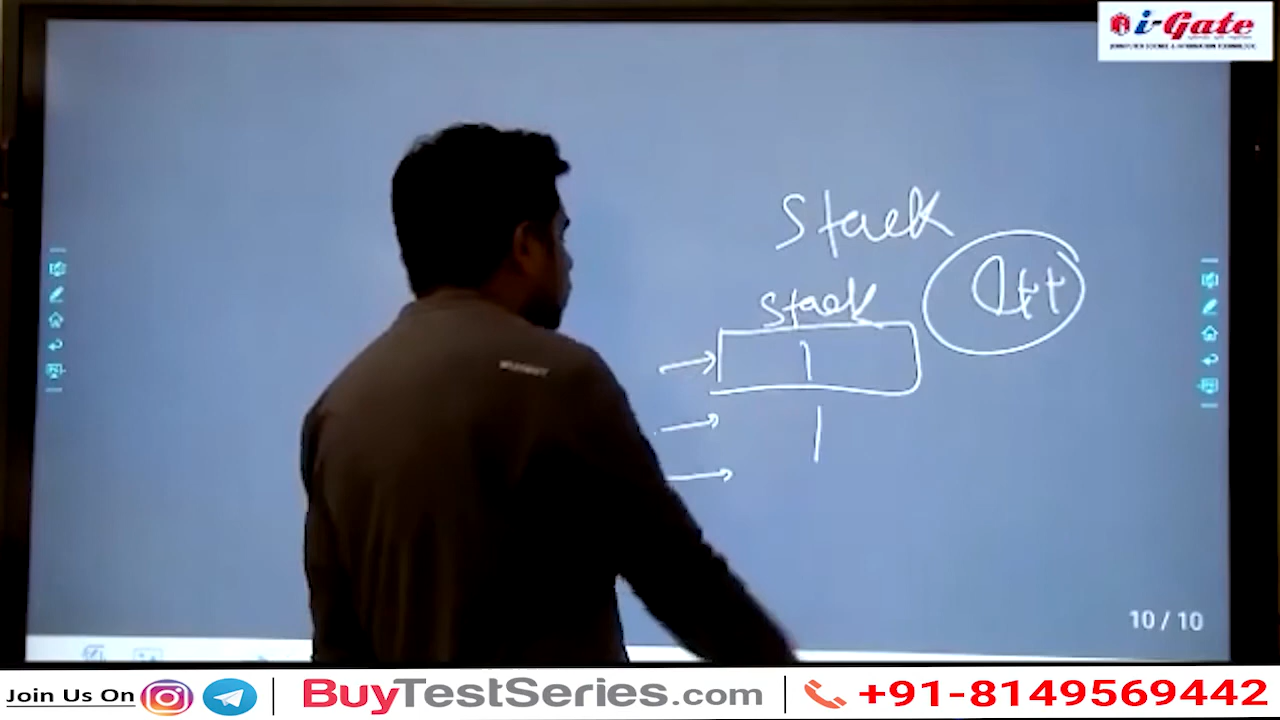 i-Gate
Stack
Stack
1
1
10 / 10
Join Us On
BuyTestSeries.com
+91-8149569442